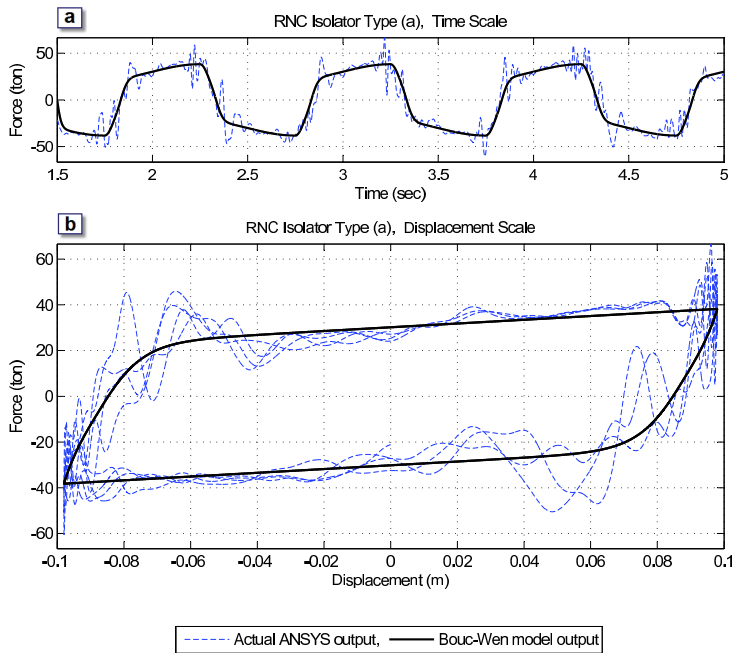 a
RNC Isolator Type (a), Time Scale
50
0
-50
Force (ton)
1.5 2 2.5 3 3.5 4 4.5 5
Time (sec)
b
RNC Isolator Type (a), Displacement Scale
60
40
20
0
-20
-40
-60
Force (ton)
-0.1 -0.08 -0.06 -0.04 -0.02 0 0.02 0.04 0.06 0.08 0.1
Displacement (m)
Actual ANSYS output, Bouc-Wen model output